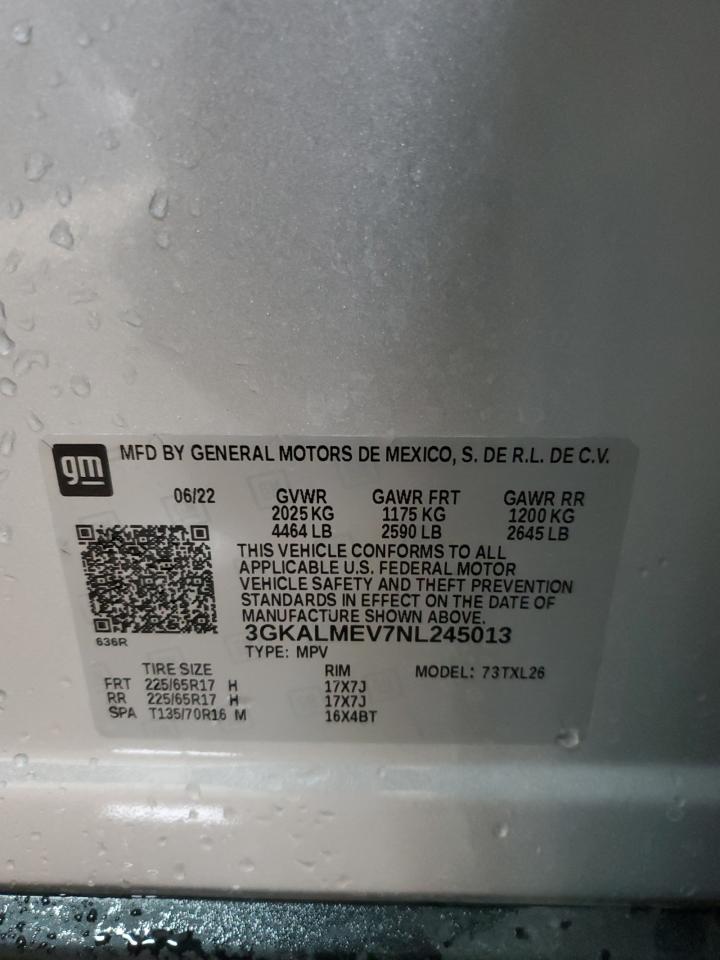 gm
MFD BY GENERAL MOTORS DE MEXICO, S. DE R.L. DE C.V.
06/22 GVWR GAWR FRT GAWR RR
2025 KG 1175 KG 1200 KG
4464 LB 2590 LB 2645 LB
THIS VEHICLE CONFORMS TO ALL
APPLICABLE U.S. FEDERAL MOTOR
VEHICLE SAFETY AND THEFT PREVENTION
STANDARDS IN EFFECT ON THE DATE OF
MANUFACTURE SHOWN ABOVE.
3GKALMEV7NL245013
636R
TYPE: MPV
TIRE SIZE RIM MODEL: 73TXL26
FRT 225/65R17 H 17X7J
RR 225/65R17 H 17X7J
SPA T135/70R16 M 16X4BT